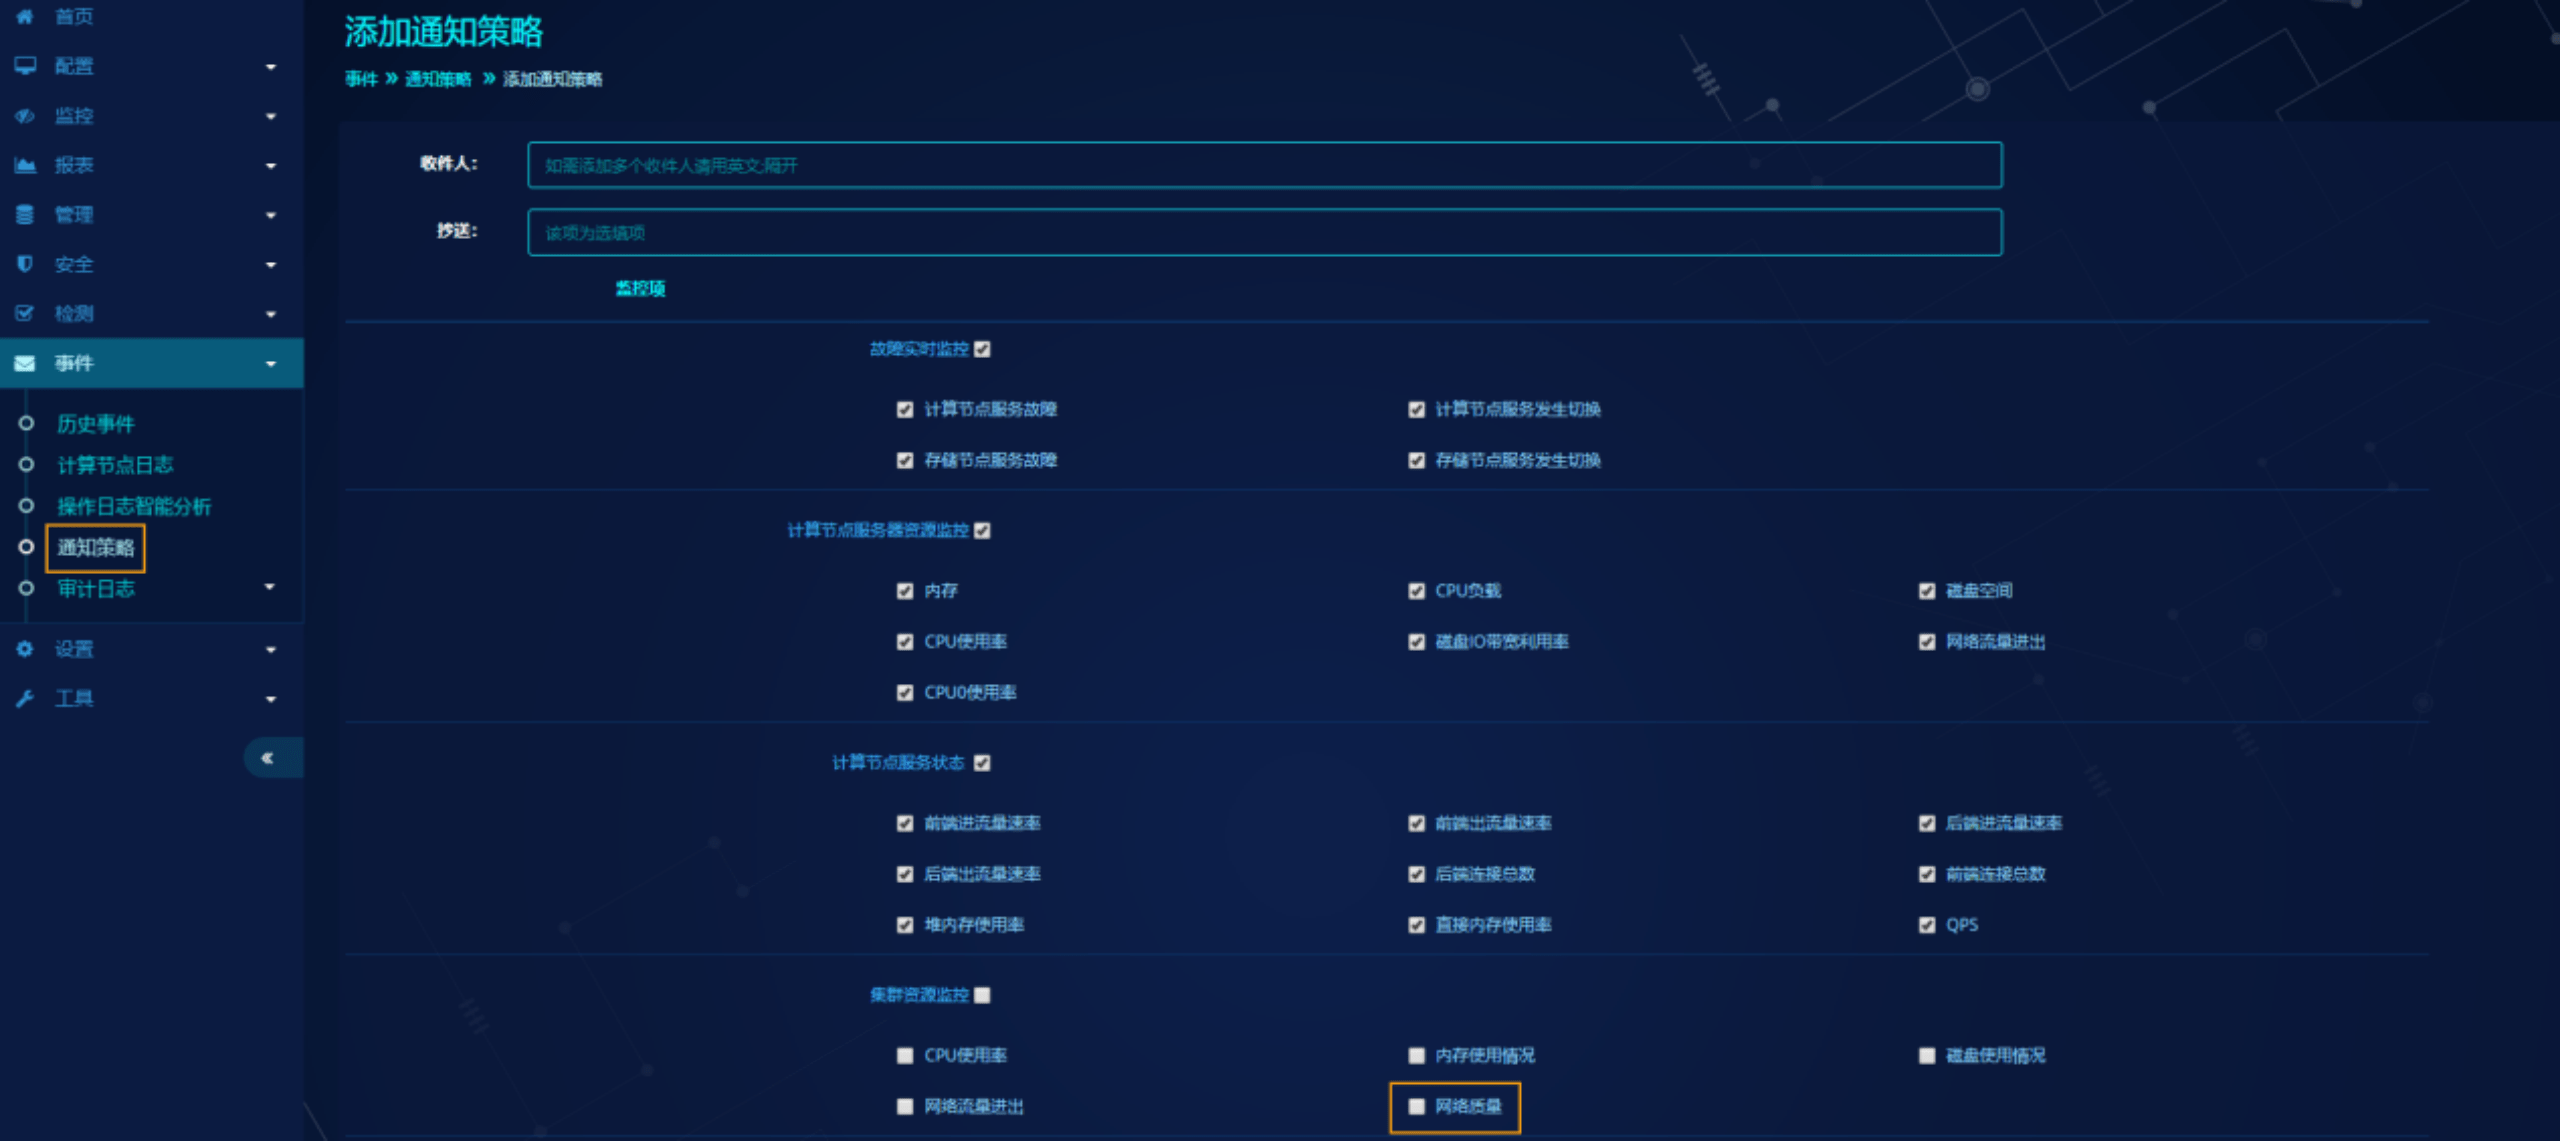 首页
配置
监控
报表
管理
安全
检测
事件
历史事件
计算节点日志
操作日志智能分析
通知策略
审计日志
设置
工具
添加通知策略
事件 » 通知策略 » 添加通知策略
收件人: 如需添加多个收件人请用英文;隔开
抄送: 该项为选填项
监控项
故障实时监控
计算节点服务故障 计算节点服务发生切换
存储节点服务故障 存储节点服务发生切换
计算节点服务器资源监控
内存 CPU负载 磁盘空间
CPU使用率 磁盘IO带宽利用率 网络流量进出
CPU0使用率
计算节点服务状态
前端进流量速率 前端出流量速率 后端进流量速率
后端出流量速率 后端连接总数 前端连接总数
堆内存使用率 直接内存使用率 QPS
集群资源监控
CPU使用率 内存使用情况 磁盘使用情况
网络流量进出 网络质量